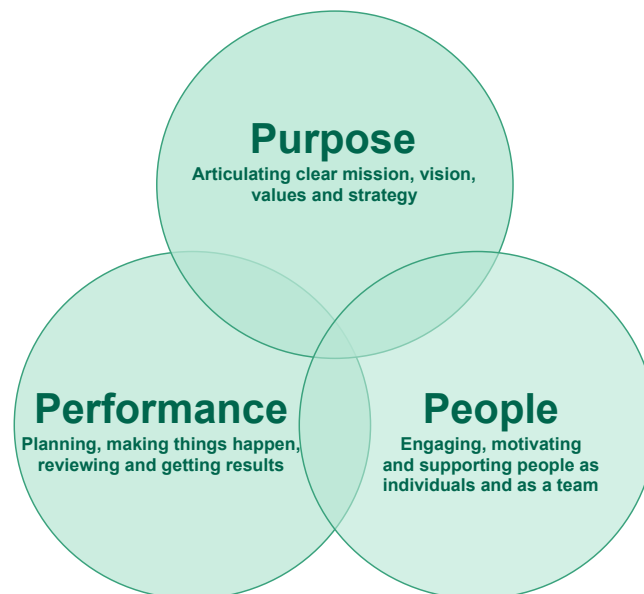 Purpose
Articulating clear mission, vision,
values and strategy
Performance
Planning, making things happen,
reviewing and getting results
People
Engaging, motivating
and supporting people as
individuals and as a team